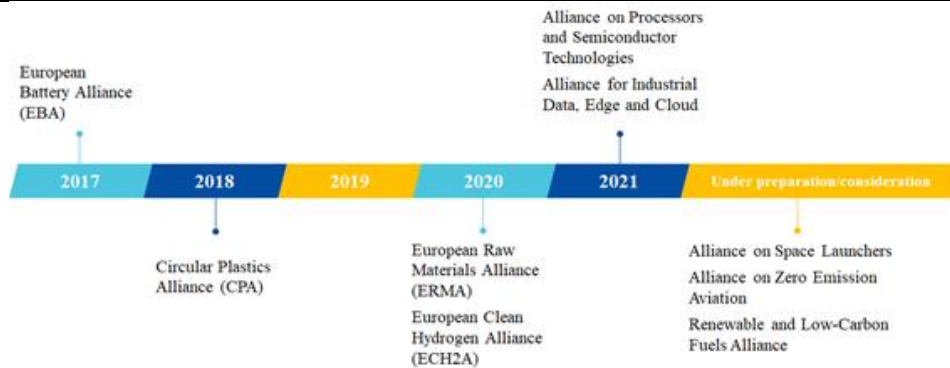 Alliance on Processors
and Semiconductor
Technologies
Alliance for Industrial
Data, Edge and Cloud
European
Battery Alliance
(EBA)
2017
2018
2019
2020
2021
Under preparation/consideration
Circular Plastics
Alliance (CPA)
European Raw
Materials Alliance
(ERMA)
European Clean
Hydrogen Alliance
(ECH2A)
Alliance on Space Launchers
Alliance on Zero Emission
Aviation
Renewable and Low-Carbon
Fuels Alliance